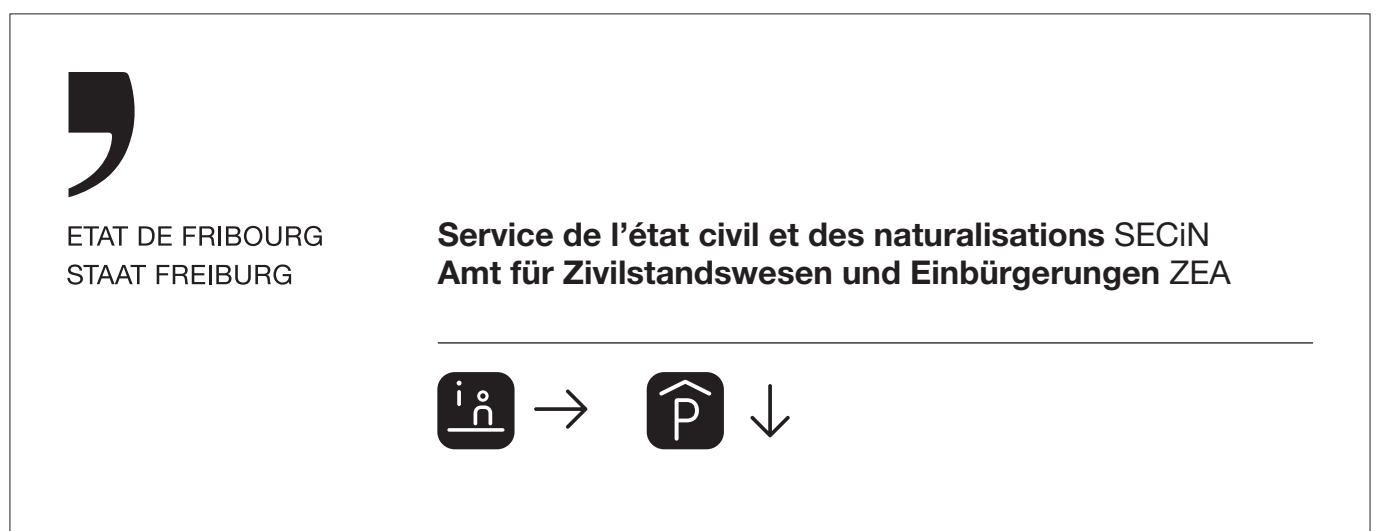 ETAT DE FRIBOURG
STAAT FREIBURG
Service de l’état civil et des naturalisations SECiN
Amt für Zivilstandswesen und Einbürgerungen ZEA
i
P